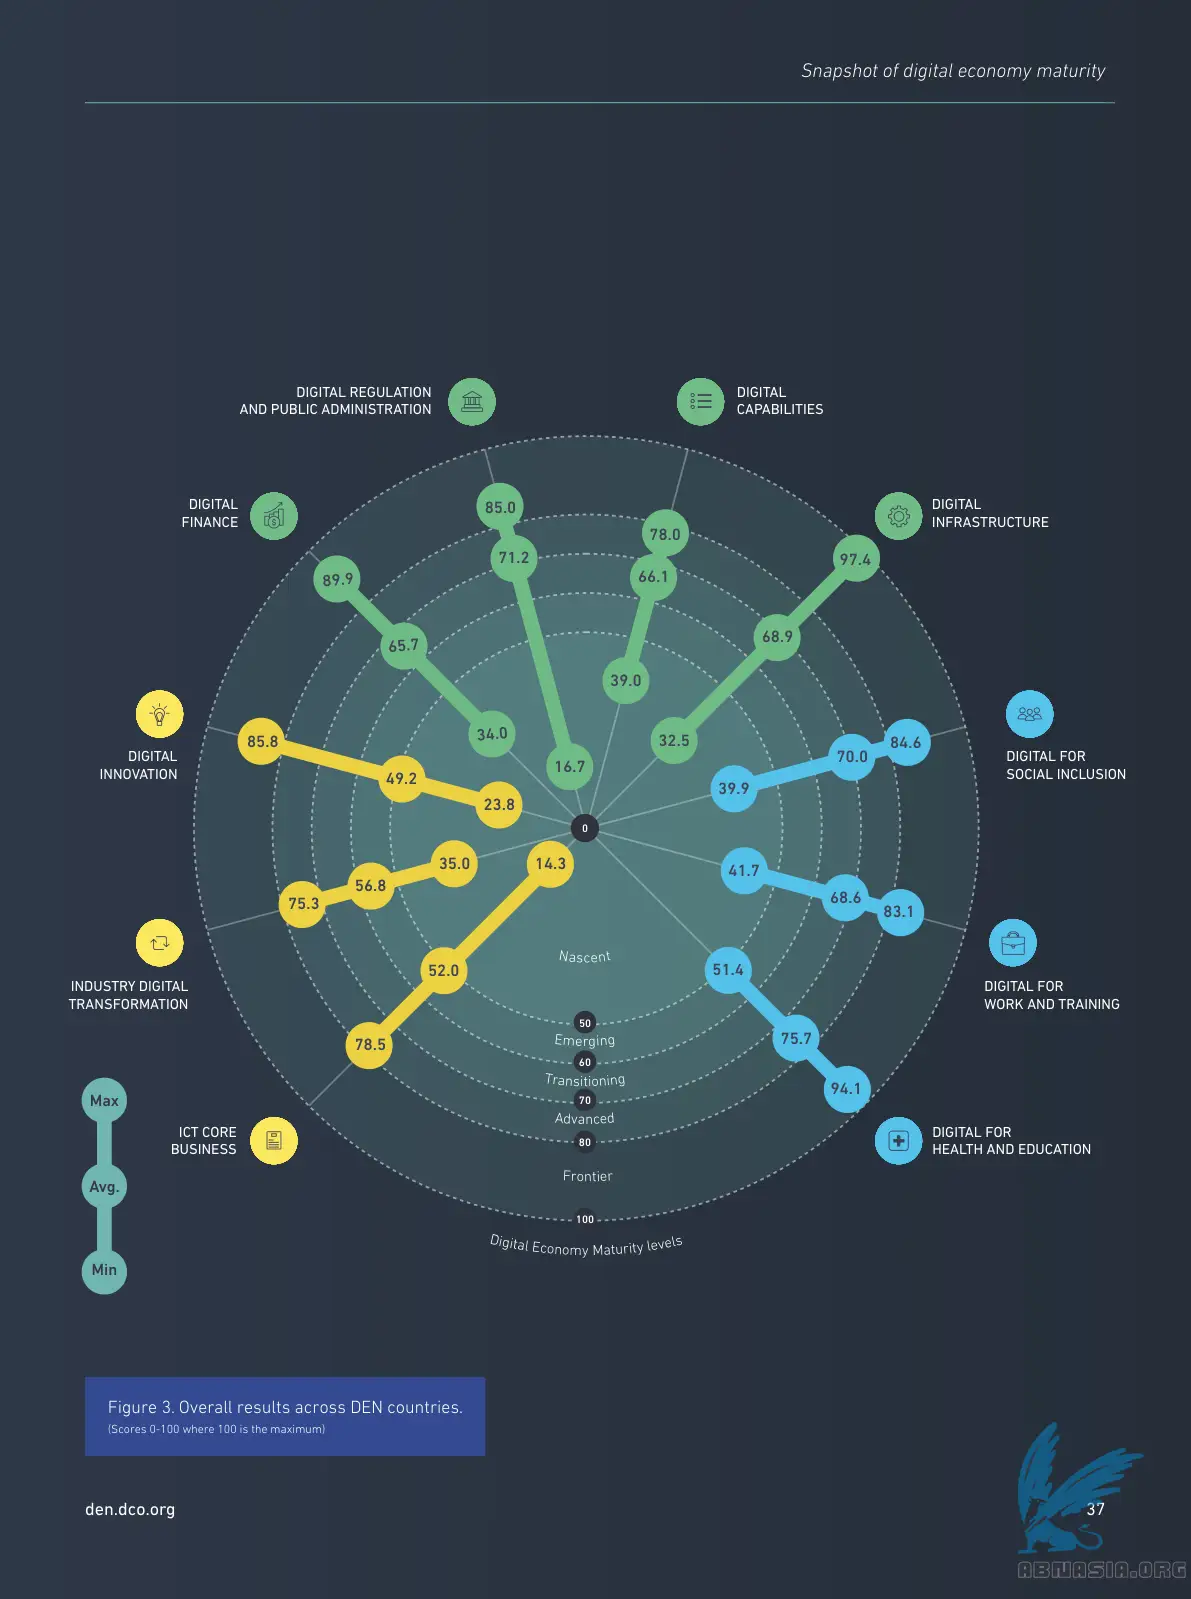 Snapshot of digital economy maturity
DIGITAL REGULATION
AND PUBLIC ADMINISTRATION
DIGITAL
CAPABILITIES
DIGITAL
FINANCE
DIGITAL
INFRASTRUCTURE
85.0
71.2
16.7
78.0
66.1
39.0
89.9
65.7
34.0
97.4
68.9
32.5
DIGITAL
INNOVATION
85.8
49.2
23.8
39.9
70.0
84.6
DIGITAL FOR
SOCIAL INCLUSION
0
INDUSTRY DIGITAL
TRANSFORMATION
75.3
56.8
35.0
41.7
68.6
83.1
DIGITAL FOR
WORK AND TRAINING
14.3
52.0
78.5
51.4
75.7
94.1
ICT CORE
BUSINESS
DIGITAL FOR
HEALTH AND EDUCATION
Nascent
50
Emerging
60
Transitioning
70
Advanced
80
Frontier
100
Digital Economy Maturity levels
Max
Avg.
Min
Figure 3. Overall results across DEN countries.
(Scores 0-100 where 100 is the maximum)
den.dco.org
37
ABNASIA.ORG